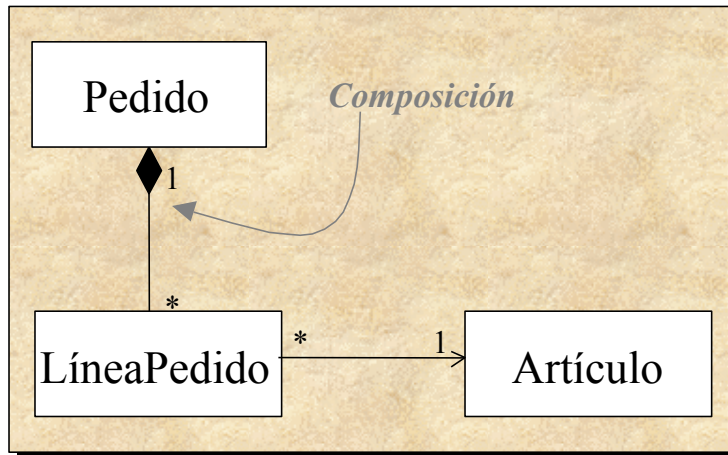 Pedido
Composición
1
*
LíneaPedido
*
1
Artículo